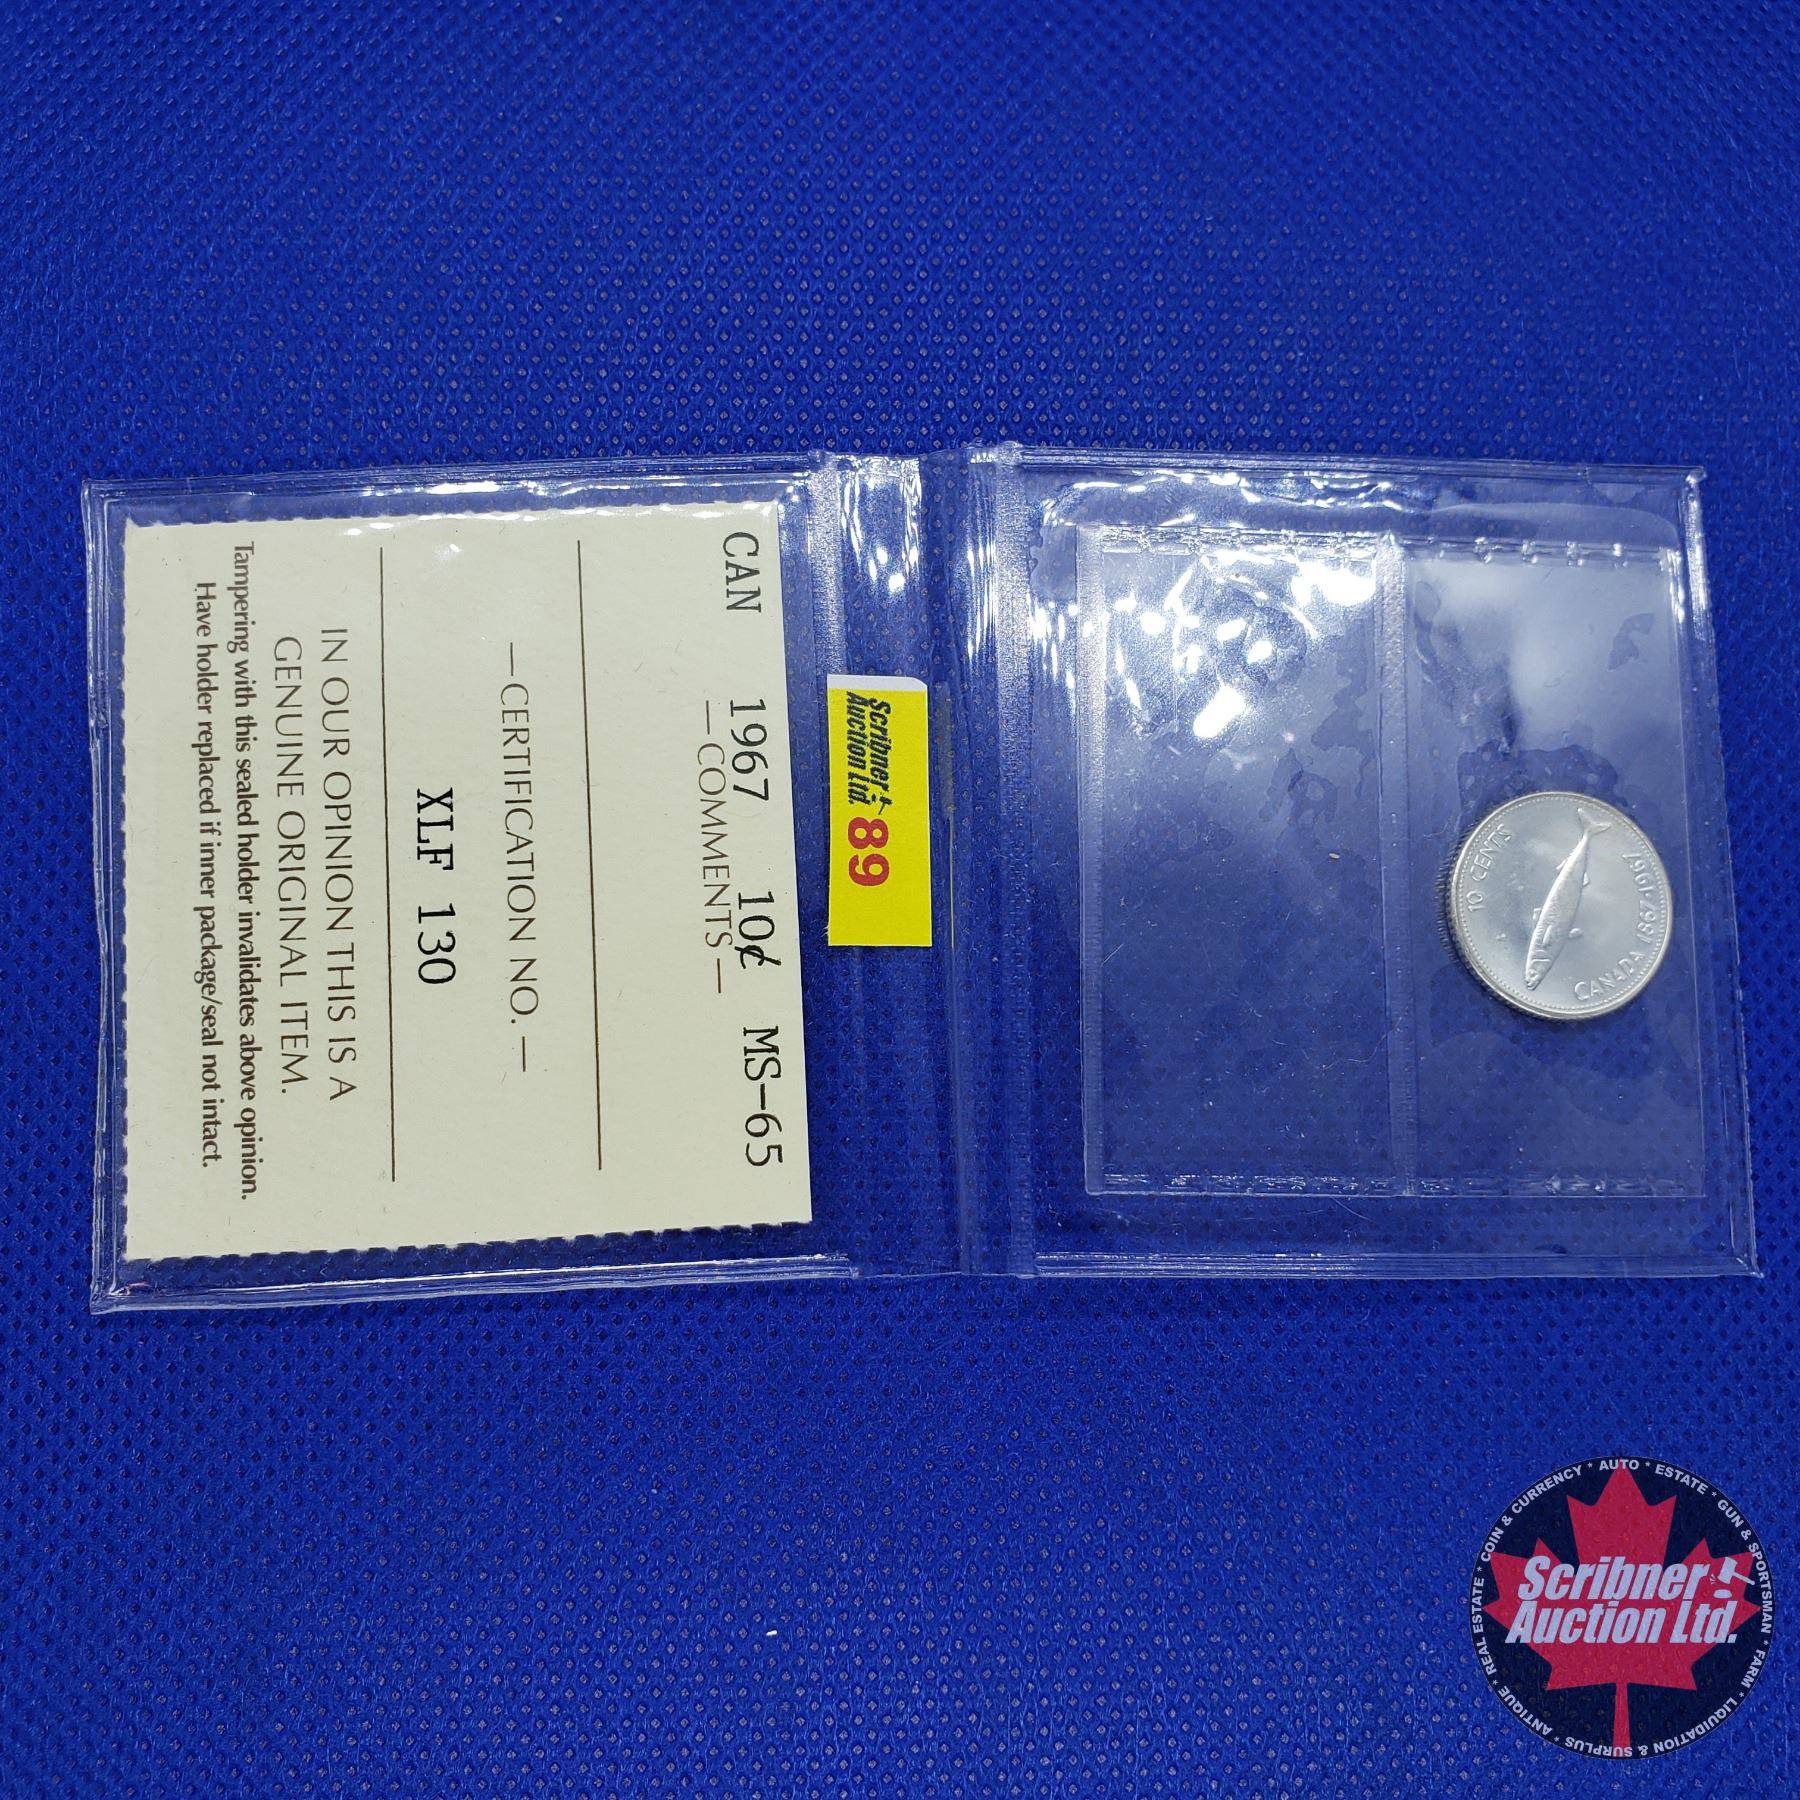 CAN 1967 10¢ MS-65
—COMMENTS—
—CERTIFICATION NO.—
XLF 130
IN OUR OPINION THIS IS A
GENUINE ORIGINAL ITEM.
Tampering with this sealed holder invalidates above opinion.
Have holder replaced if inner package/seal not intact.
Scribner
Auction Ltd.
89
10 CENTS
CANADA 1867-1967
COIN & CURRENCY * AUTO * ESTATE * GUN & SPORTSMAN * FARM * LIQUIDATION & SURPLUS * ANTIQUE * REAL ESTATE *
Scribner
Auction Ltd.